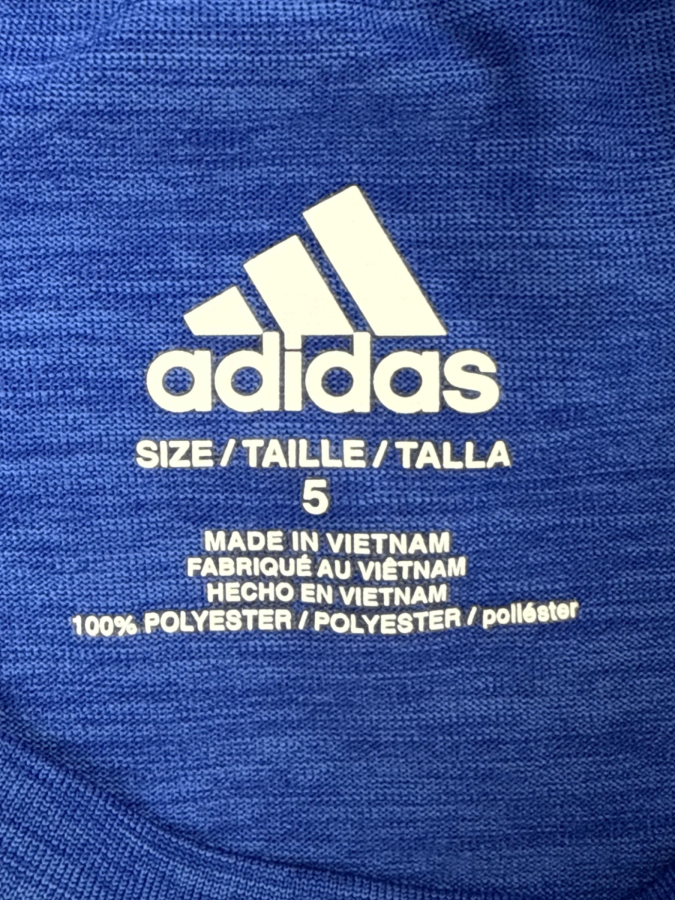 adidas
SIZE / TAILLE / TALLA
5
MADE IN VIETNAM
FABRIQUÉ AU VIÊTNAM
HECHO EN VIETNAM
100% POLYESTER / POLYESTER / poliéster